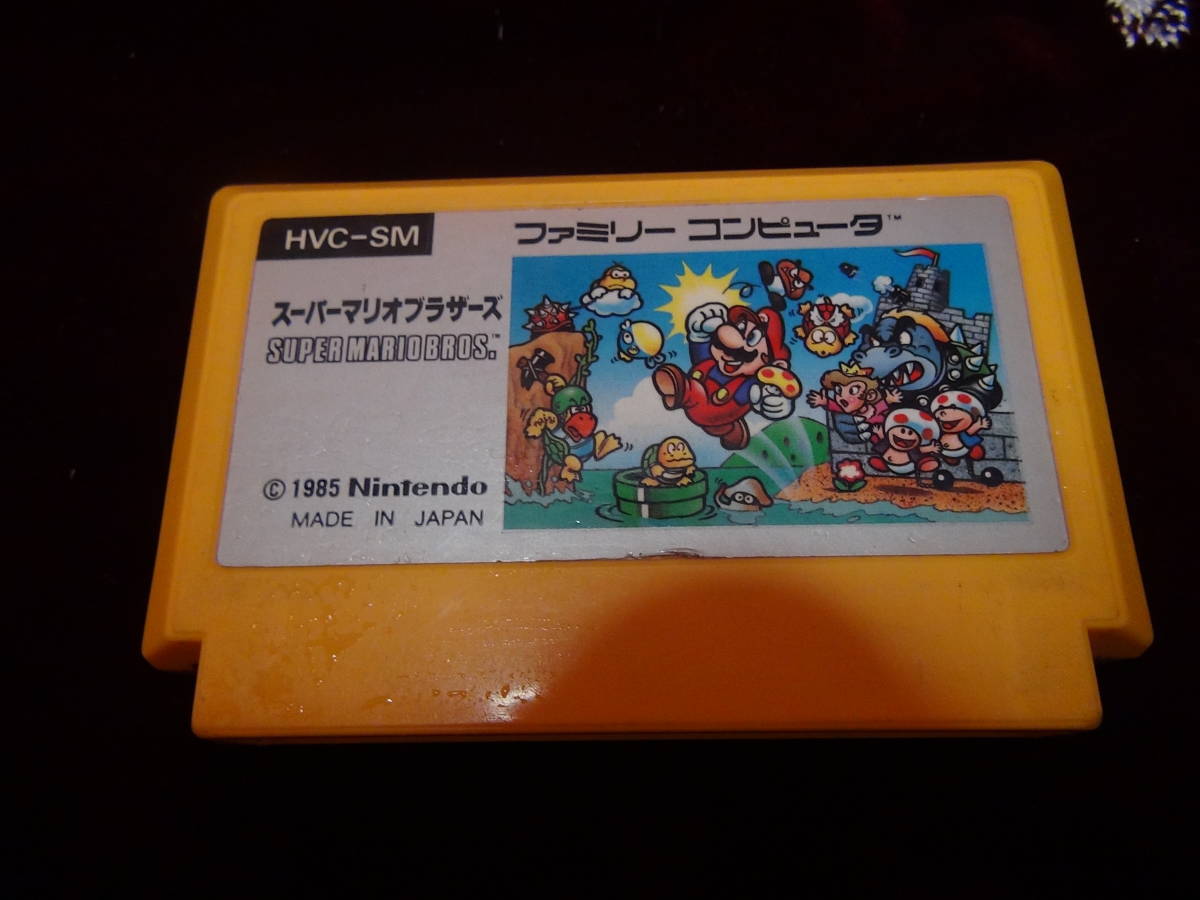 HVC-SM
ファミリー コンピュータ™
スーパーマリオブラザーズ
SUPER MARIO BROS.™
© 1985 Nintendo
MADE IN JAPAN